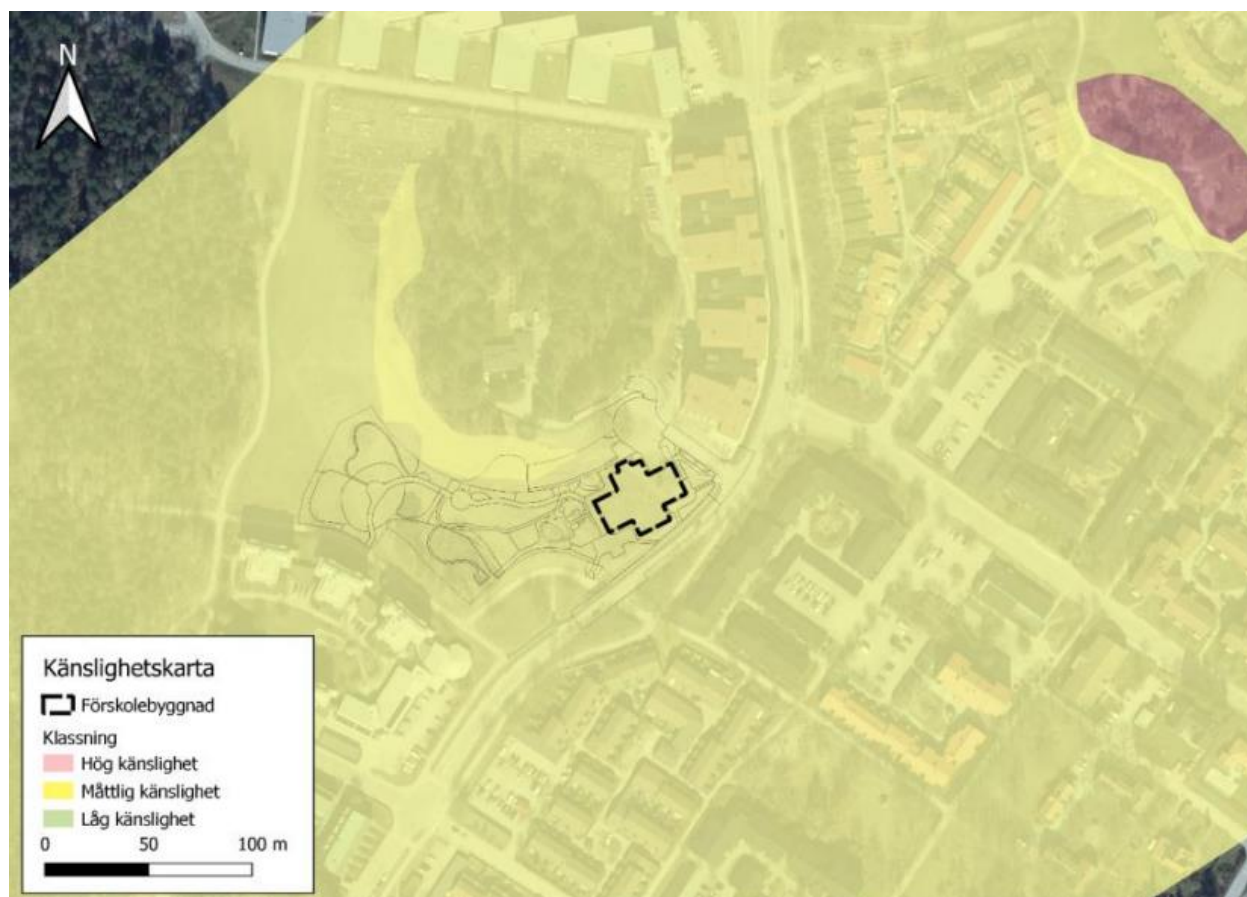 N
Känslighetskarta
Förskolebyggnad
Klassning
Hög känslighet
Måttlig känslighet
Låg känslighet
0 50 100 m